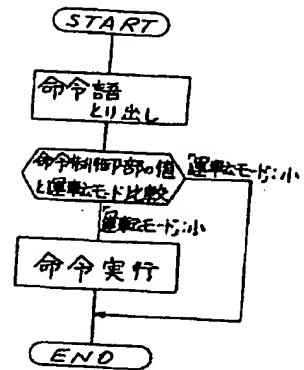 START
命令語
とり出し
命令制御部の値
と運転モード比較
「運転モード」:小
「運転モード」:小
命令実行
END